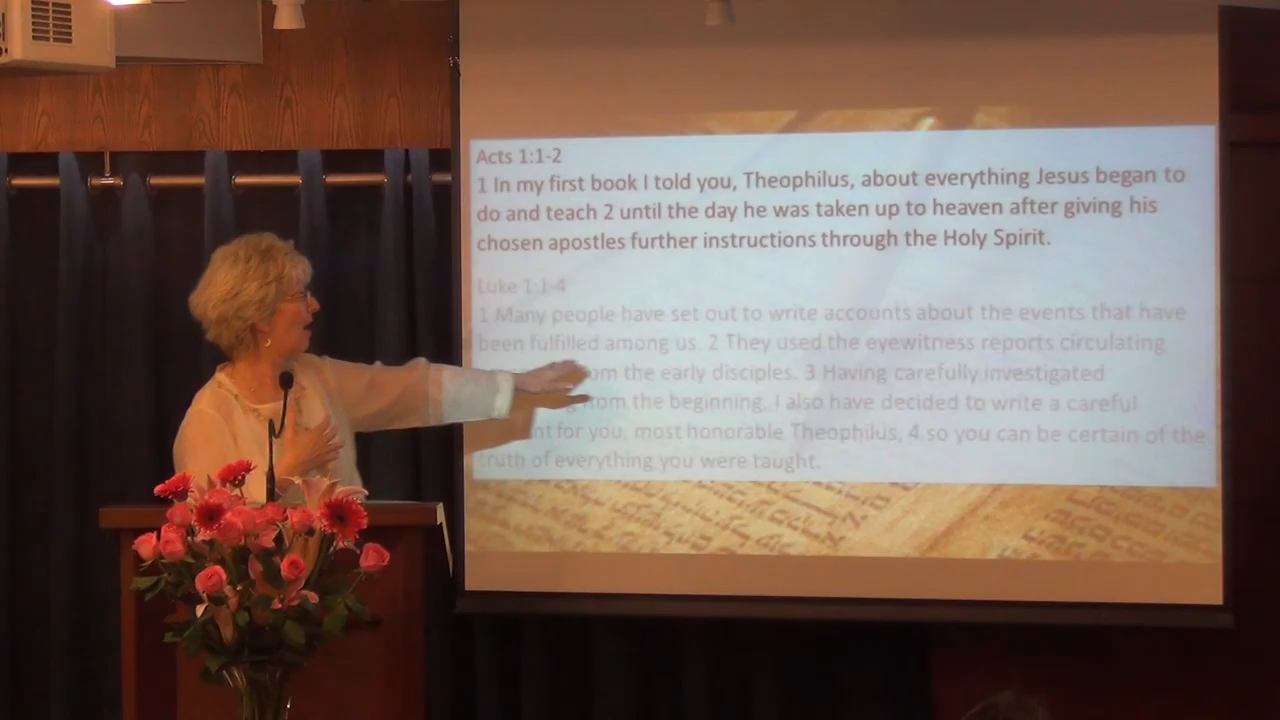 Acts 1:1-2
1 In my first book I told you, Theophilus, about everything Jesus began to
do and teach 2 until the day he was taken up to heaven after giving his
chosen apostles further instructions through the Holy Spirit.
Luke 1:1-4
1 Many people have set out to write accounts about the events that have
been fulfilled among us. 2 They used the eyewitness reports circulating
om the early disciples. 3 Having carefully investigated
from the beginning, I also have decided to write a careful
nt for you, most honorable Theophilus, 4 so you can be certain of the
truth of everything you were taught.